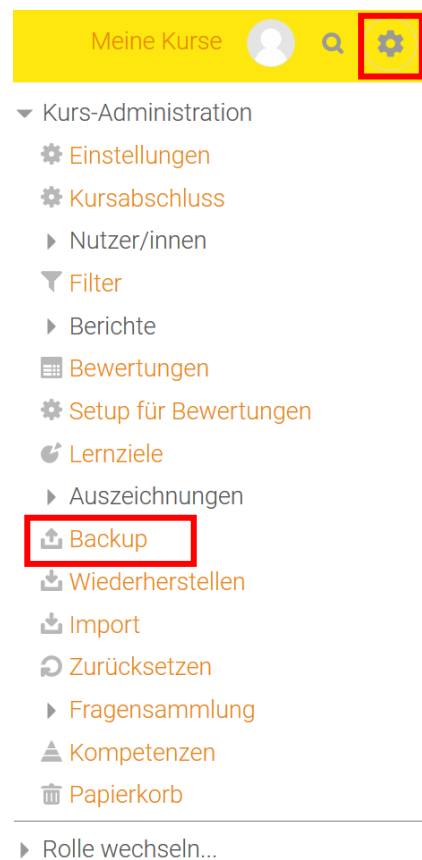 Meine Kurse
Kurs-Administration
Einstellungen
Kursabschluss
Nutzer/innen
Filter
Berichte
Bewertungen
Setup für Bewertungen
Lernziele
Auszeichnungen
Backup
Wiederherstellen
Import
Zurücksetzen
Fragensammlung
Kompetenzen
Papierkorb
Rolle wechseln...